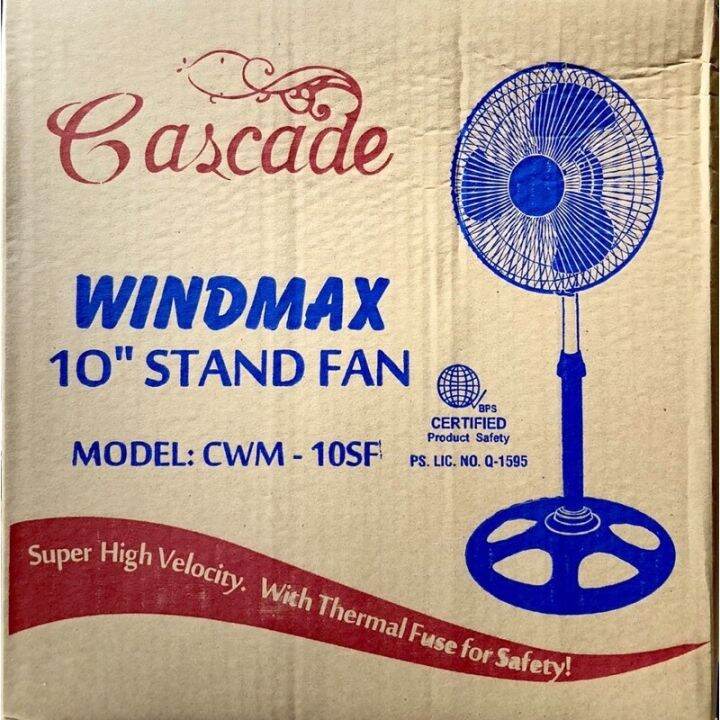 Cascade
WINDMAX
10" STAND FAN
BPS
CERTIFIED
Product Safety
MODEL: CWM - 10SF
PS. LIC. NO. Q-1595
Super High Velocity. With Thermal Fuse for Safety!